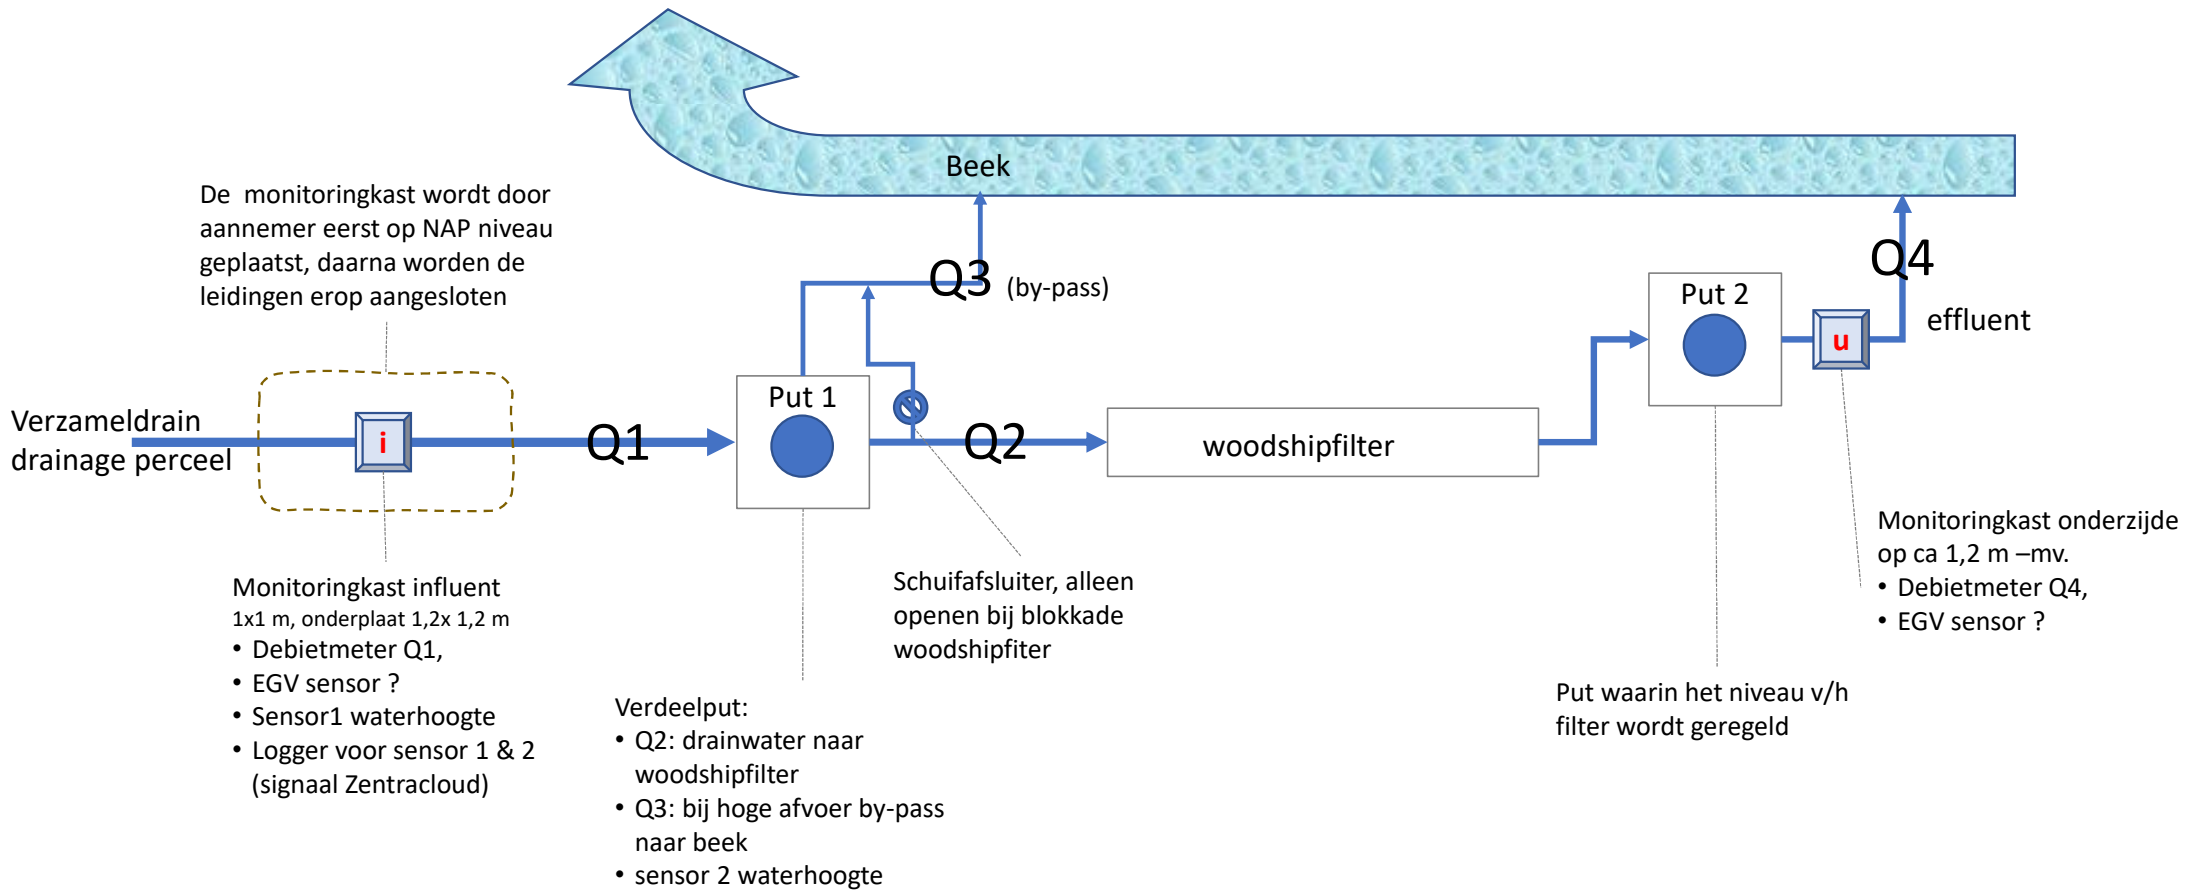 Beek
De  monitoringkast wordt door
aannemer eerst op NAP niveau
geplaatst, daarna worden de
leidingen erop aangesloten
Q3 (by-pass)
Q4
effluent
Put 2
u
Put 1
Verzameldrain
drainage perceel
i
Q1
Q2
woodshipfilter
Monitoringkast influent
1x1 m, onderplaat 1,2x 1,2 m
• Debietmeter Q1,
• EGV sensor ?
• Sensor1 waterhoogte
• Logger voor sensor 1 & 2
(signaal Zentracloud)
Verdeelput:
• Q2: drainwater naar
woodshipfilter
• Q3: bij hoge afvoer by-pass
naar beek
• sensor 2 waterhoogte
Schuifafsluiter, alleen
openen bij blokkade
woodshipfiter
Put waarin het niveau v/h
filter wordt geregeld
Monitoringkast onderzijde
op ca 1,2 m –mv.
• Debietmeter Q4,
• EGV sensor ?